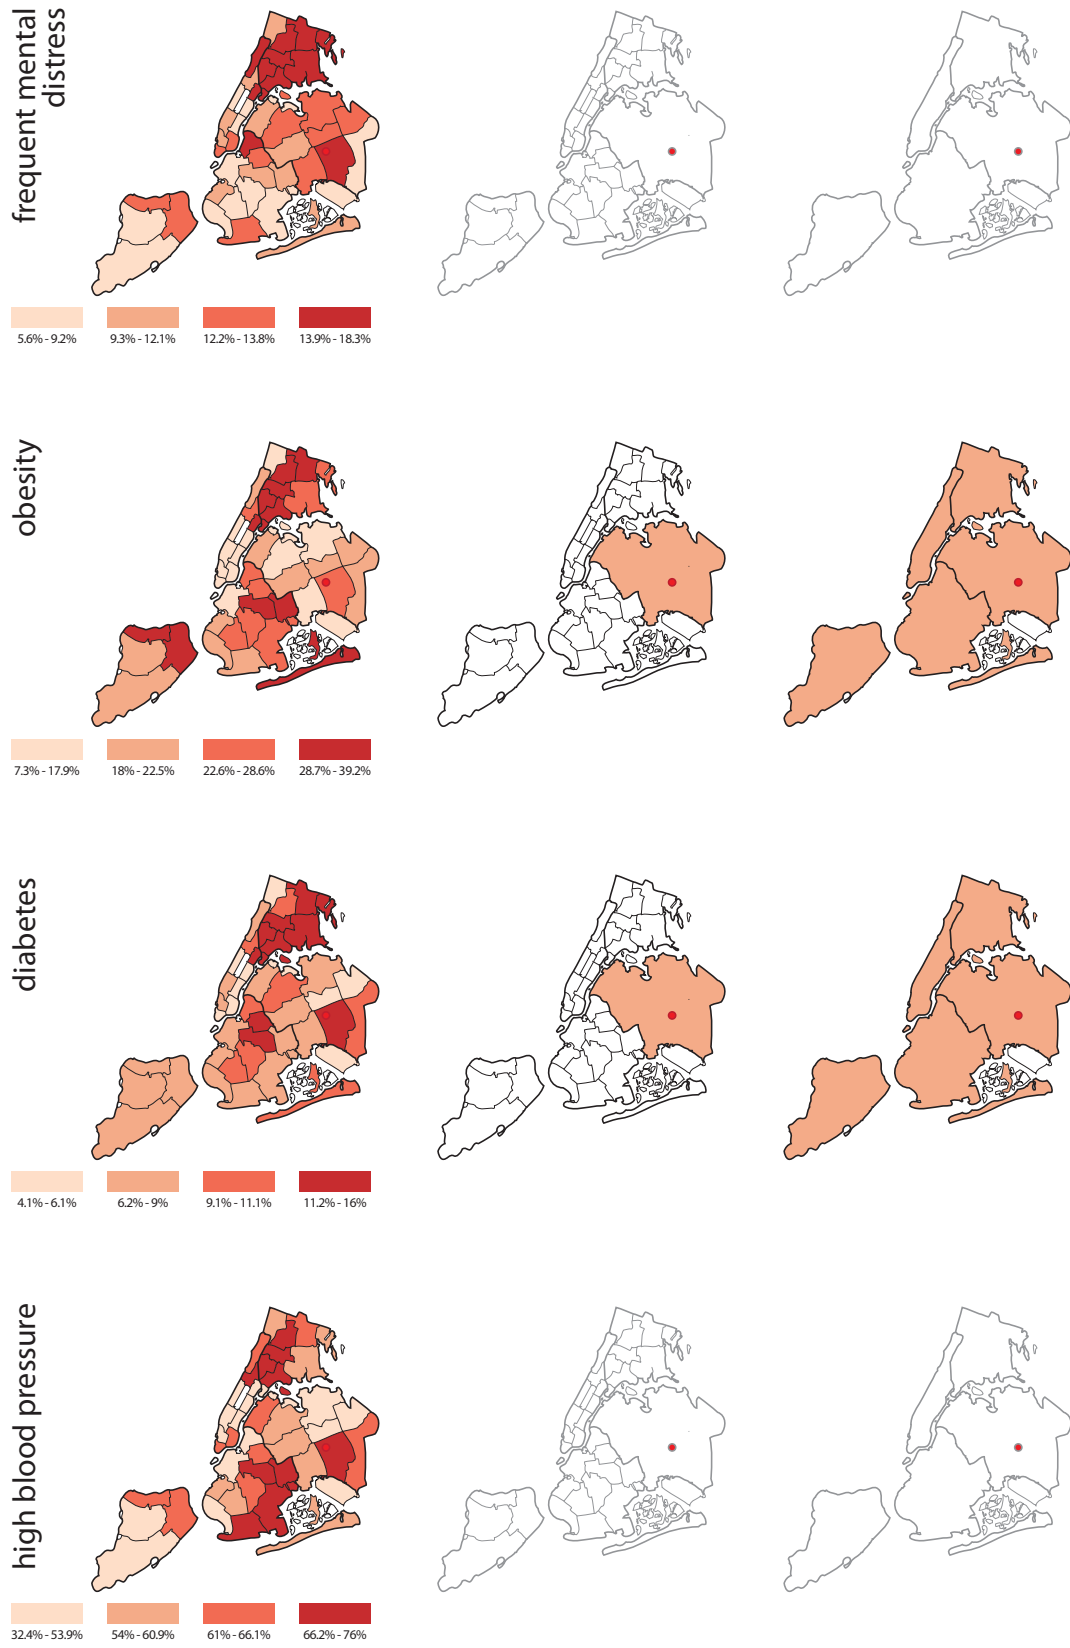 frequent mental
distress
5.6% - 9.2%
9.3% - 12.1%
12.2% - 13.8%
13.9% - 18.3%
obesity
7.3% - 17.9%
18% - 22.5%
22.6% - 28.6%
28.7% - 39.2%
diabetes
4.1% - 6.1%
6.2% - 9%
9.1% - 11.1%
11.2% - 16%
high blood pressure
32.4% - 53.9%
54% - 60.9%
61% - 66.1%
66.2% - 76%